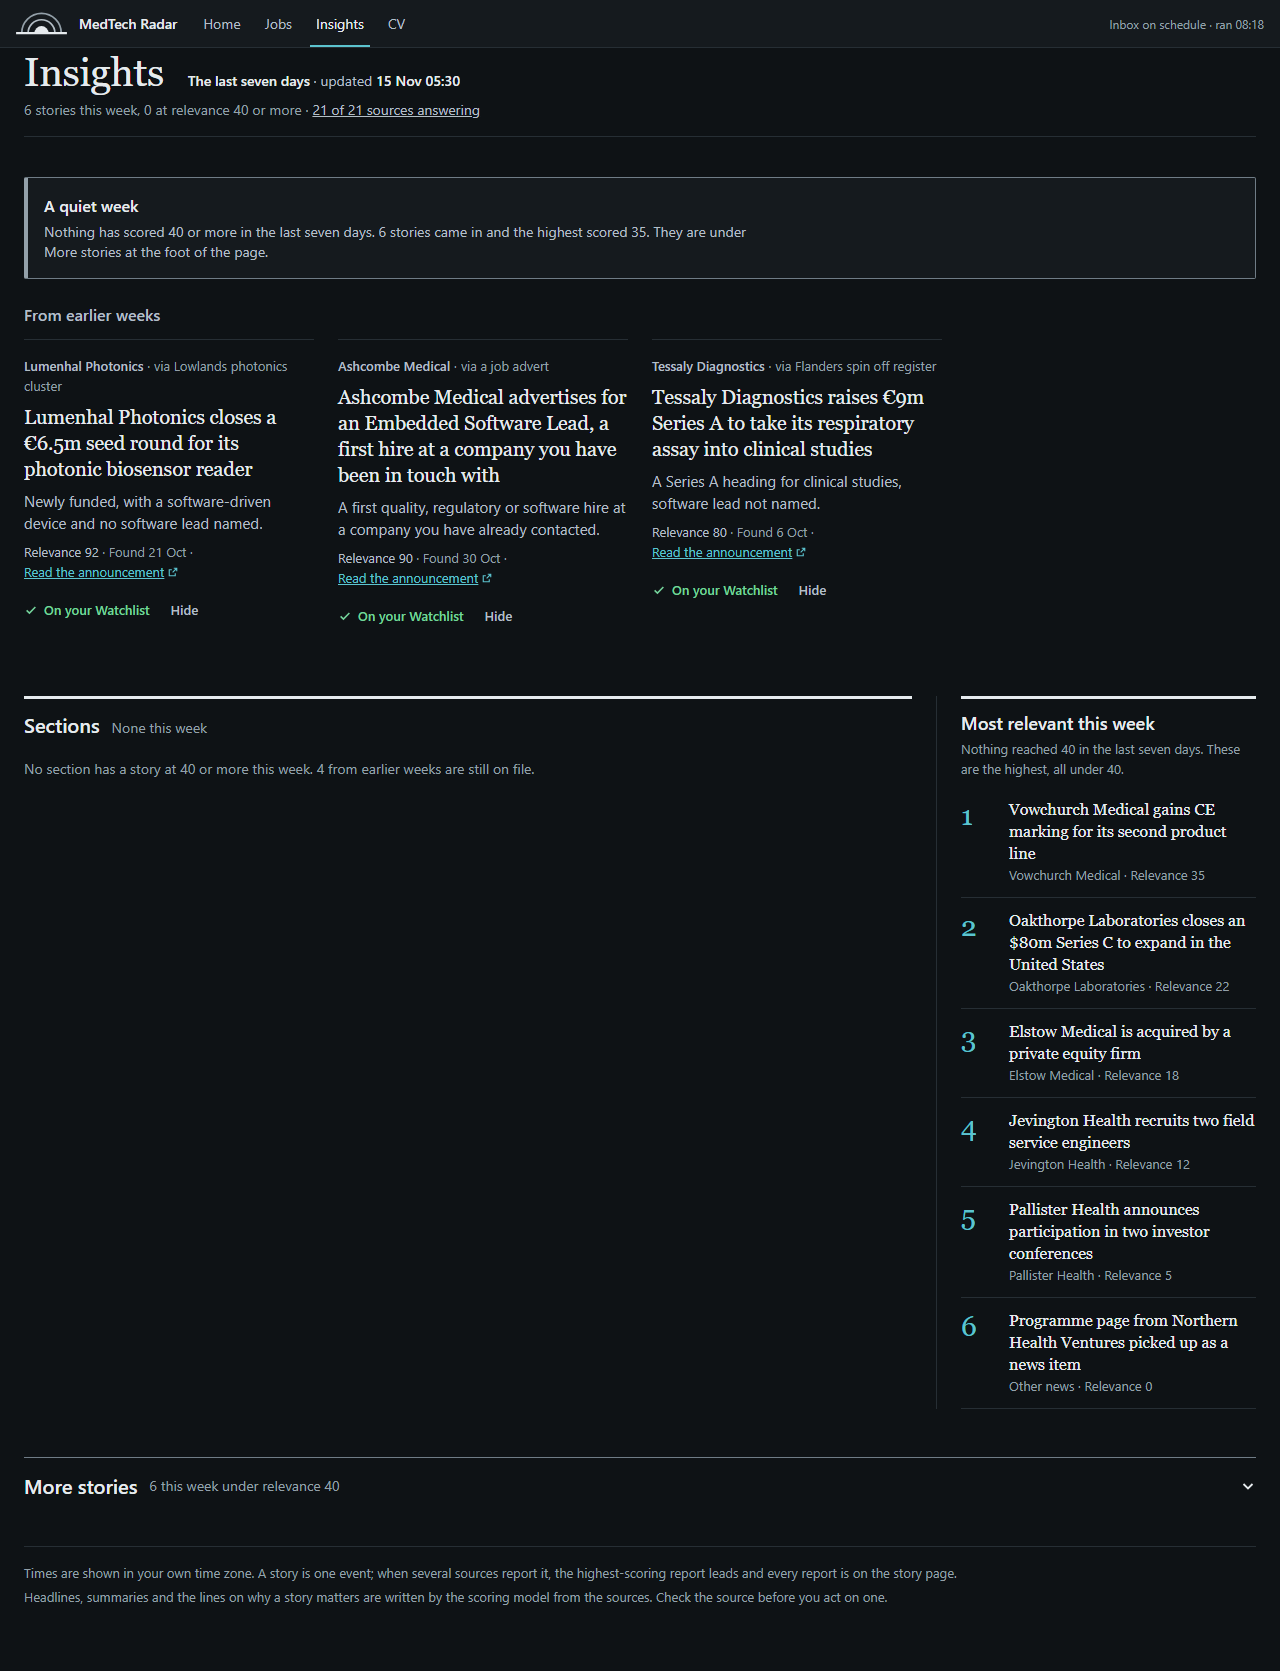 MedTech Radar Home Jobs Insights CV Inbox on schedule · ran 08:18
Insights The last seven days · updated 15 Nov 05:30
6 stories this week, 0 at relevance 40 or more · 21 of 21 sources answering
A quiet week
Nothing has scored 40 or more in the last seven days. 6 stories came in and the highest scored 35. They are under
More stories at the foot of the page.
From earlier weeks
Lumenhal Photonics · via Lowlands photonics
cluster
Lumenhal Photonics closes a
€6.5m seed round for its
photonic biosensor reader
Newly funded, with a software-driven
device and no software lead named.
Relevance 92 · Found 21 Oct ·
Read the announcement
On your Watchlist Hide
Ashcombe Medical · via a job advert
Ashcombe Medical advertises for
an Embedded Software Lead, a
first hire at a company you have
been in touch with
A first quality, regulatory or software hire at
a company you have already contacted.
Relevance 90 · Found 30 Oct ·
Read the announcement
On your Watchlist Hide
Tessaly Diagnostics · via Flanders spin off register
Tessaly Diagnostics raises €9m
Series A to take its respiratory
assay into clinical studies
A Series A heading for clinical studies,
software lead not named.
Relevance 80 · Found 6 Oct ·
Read the announcement
On your Watchlist Hide
Sections None this week
No section has a story at 40 or more this week. 4 from earlier weeks are still on file.
Most relevant this week
Nothing reached 40 in the last seven days. These
are the highest, all under 40.
1 Vowchurch Medical gains CE
marking for its second product
line
Vowchurch Medical · Relevance 35
2 Oakthorpe Laboratories closes an
$80m Series C to expand in the
United States
Oakthorpe Laboratories · Relevance 22
3 Elstow Medical is acquired by a
private equity firm
Elstow Medical · Relevance 18
4 Jevington Health recruits two field
service engineers
Jevington Health · Relevance 12
5 Pallister Health announces
participation in two investor
conferences
Pallister Health · Relevance 5
6 Programme page from Northern
Health Ventures picked up as a
news item
Other news · Relevance 0
More stories 6 this week under relevance 40
Times are shown in your own time zone. A story is one event; when several sources report it, the highest-scoring report leads and every report is on the story page.
Headlines, summaries and the lines on why a story matters are written by the scoring model from the sources. Check the source before you act on one.